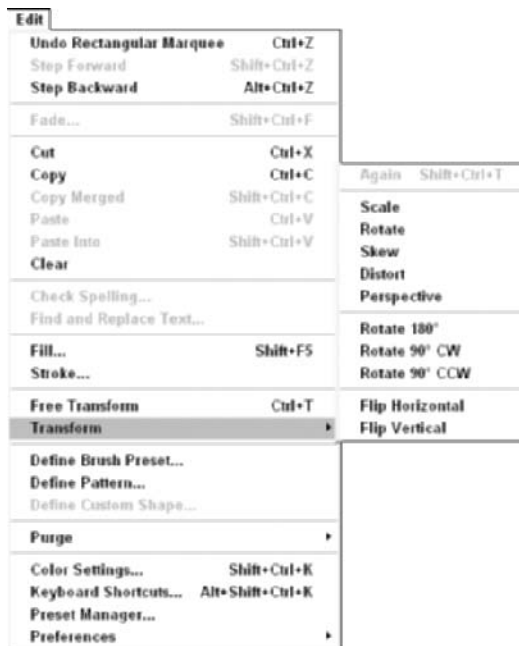 Edit
Undo Rectangular Marquee Ctrl+Z
Step Forward Shift+Ctrl+Z
Step Backward Alt+Ctrl+Z
Fade... Shift+Ctrl+F
Cut Ctrl+X
Copy Ctrl+C
Copy Merged Shift+Ctrl+C
Paste Ctrl+V
Paste Into Shift+Ctrl+V
Clear
Check Spelling...
Find and Replace Text...
Fill... Shift+F5
Stroke...
Free Transform Ctrl+T
Transform
Define Brush Preset...
Define Pattern...
Define Custom Shape...
Purge
Color Settings... Shift+Ctrl+K
Keyboard Shortcuts... Alt+Shift+Ctrl+K
Preset Manager...
Preferences
Again Shift+Ctrl+T
Scale
Rotate
Skew
Distort
Perspective
Rotate 180°
Rotate 90° CW
Rotate 90° CCW
Flip Horizontal
Flip Vertical